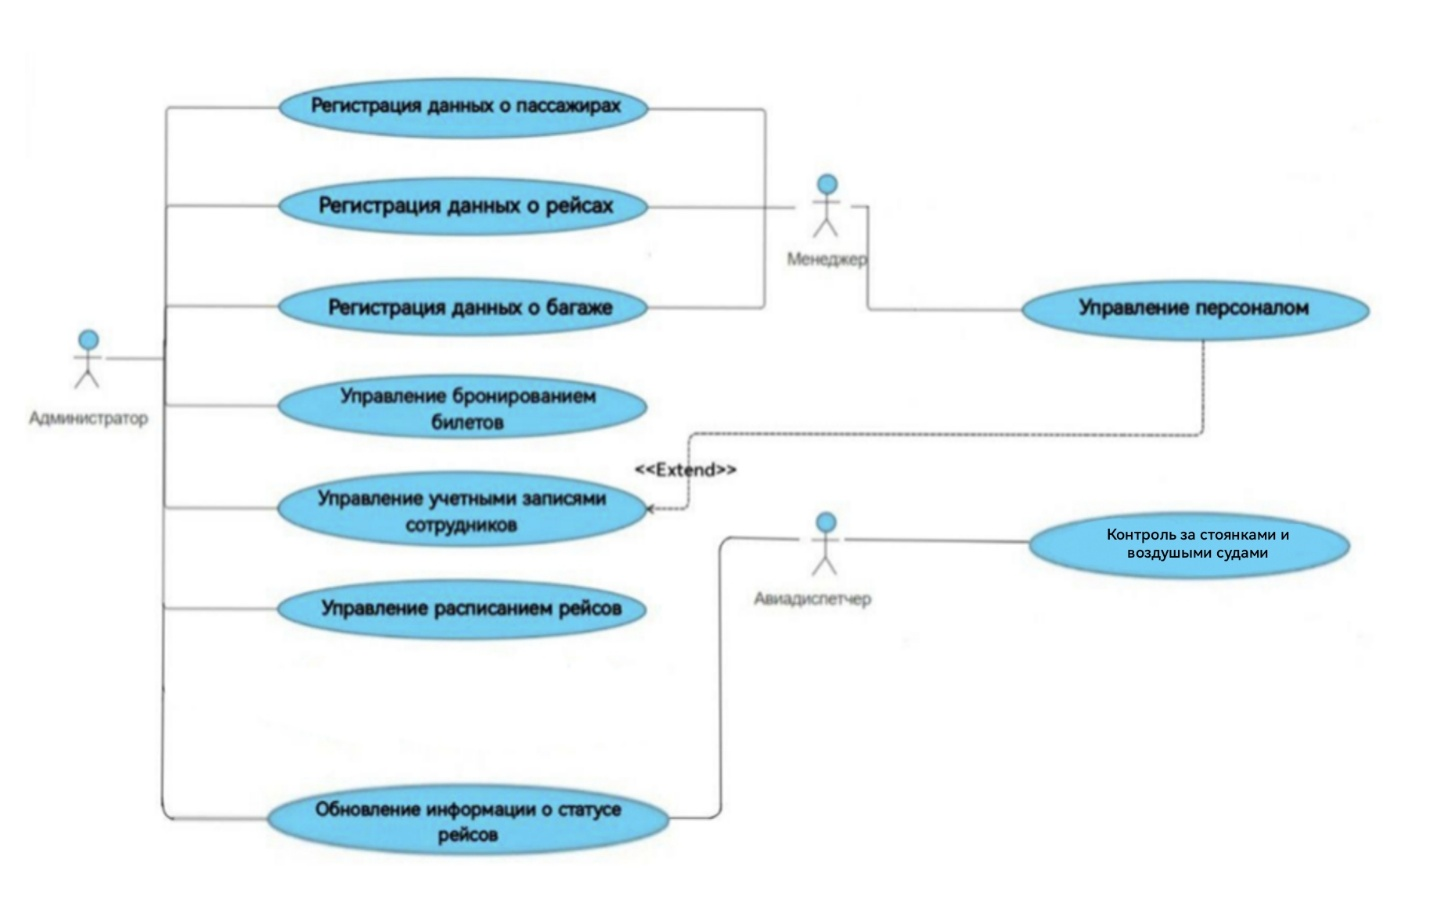 Регистрация данных о пассажирах
Регистрация данных о рейсах
Менеджер
Регистрация данных о багаже
Управление персоналом
Администратор
Управление бронированием
билетов
<<Extend>>
Управление учетными записями
сотрудников
Контроль за стоянками и
воздушыми судами
Авиадиспетчер
Управление расписанием рейсов
Обновление информации о статусе
рейсов